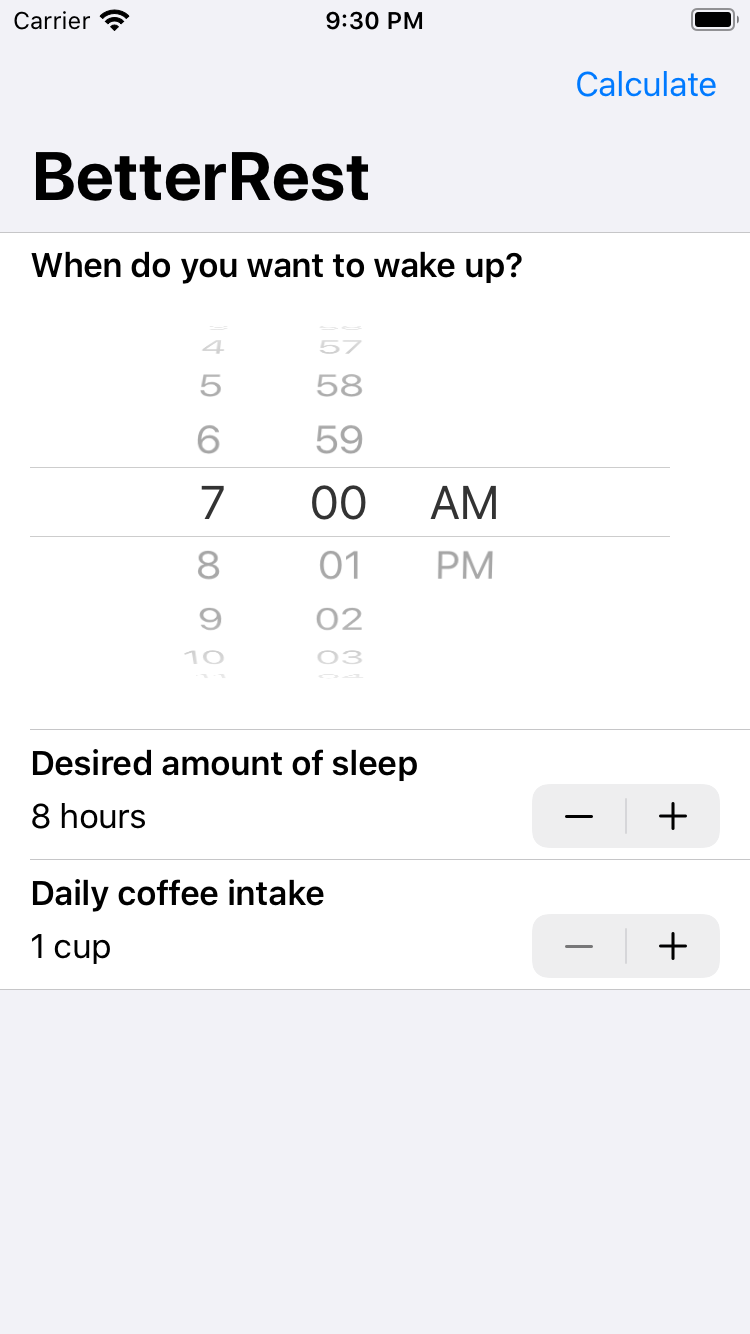 Carrier 9:30 PM
Calculate
BetterRest
When do you want to wake up?
4 57
5 58
6 59
7 00 AM
8 01 PM
9 02
10 03
Desired amount of sleep
8 hours
Daily coffee intake
1 cup